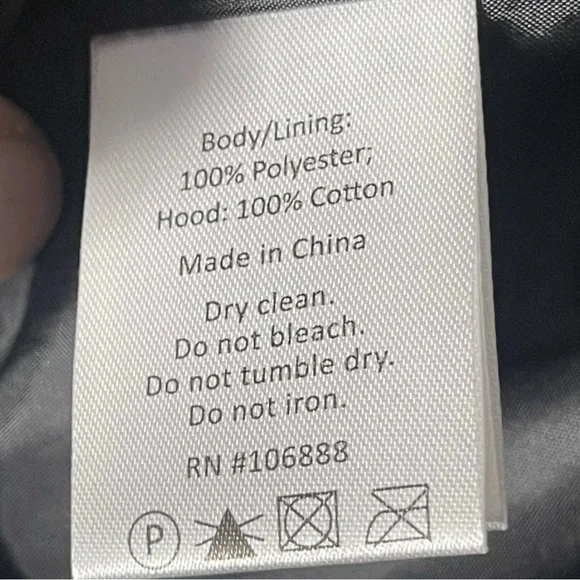 Body/Lining:
100% Polyester;
Hood: 100% Cotton
Made in China
Dry clean.
Do not bleach.
Do not tumble dry.
Do not iron.
RN #106888
P